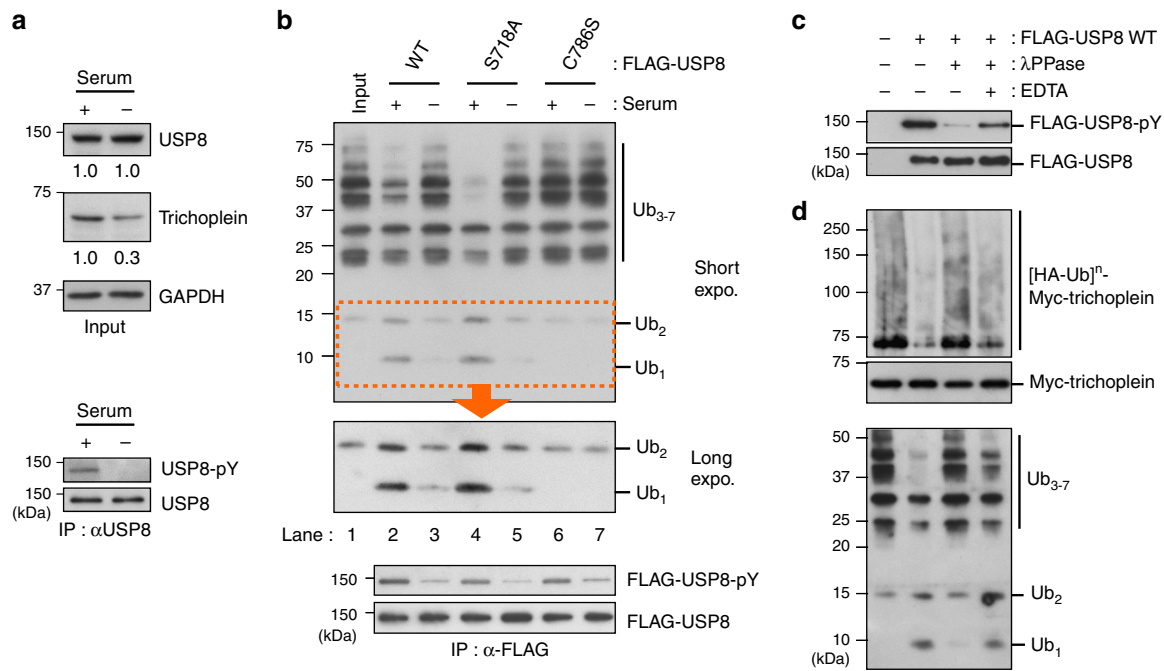 a
Serum
+ −
150
USP8
1.0 1.0
75
Trichoplein
1.0 0.3
37
GAPDH
Input
Serum
+ −
150
USP8-pY
150
USP8
(kDa)
IP : αUSP8
b
Input WT S718A C786S : FLAG-USP8
+ − + − + − : Serum
75
50
37
25
20
15
10
Ub3-7
Short
expo.
Ub2
Ub1
Ub2
Long
expo.
Ub1
Lane : 1 2 3 4 5 6 7
150
FLAG-USP8-pY
150
FLAG-USP8
(kDa)
IP : α-FLAG
c
− + + + : FLAG-USP8 WT
− − + + : λPPase
− − − + : EDTA
150
FLAG-USP8-pY
150
FLAG-USP8
(kDa)
d
250
150
100
75
[HA-Ub]n-
Myc-trichoplein
75
Myc-trichoplein
50
37
25
20
15
10
(kDa)
Ub3-7
Ub2
Ub1